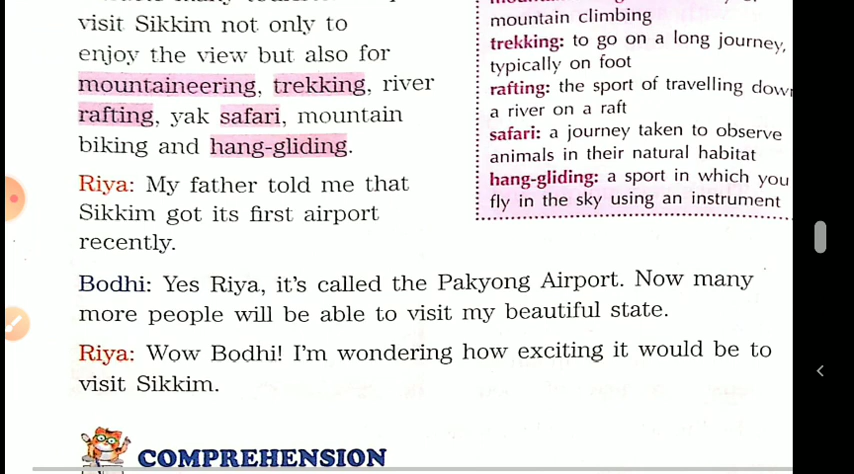 visit Sikkim not only to
enjoy the view but also for
mountaineering, trekking, river
rafting, yak safari, mountain
biking and hang-gliding.
Riya: My father told me that
Sikkim got its first airport
recently.
mountain climbing
trekking: to go on a long journey,
typically on foot
rafting: the sport of travelling down
a river on a raft
safari: a journey taken to observe
animals in their natural habitat
hang-gliding: a sport in which you
fly in the sky using an instrument
Bodhi: Yes Riya, it's called the Pakyong Airport. Now many
more people will be able to visit my beautiful state.
Riya: Wow Bodhi! I'm wondering how exciting it would be to
visit Sikkim.
COMPREHENSION